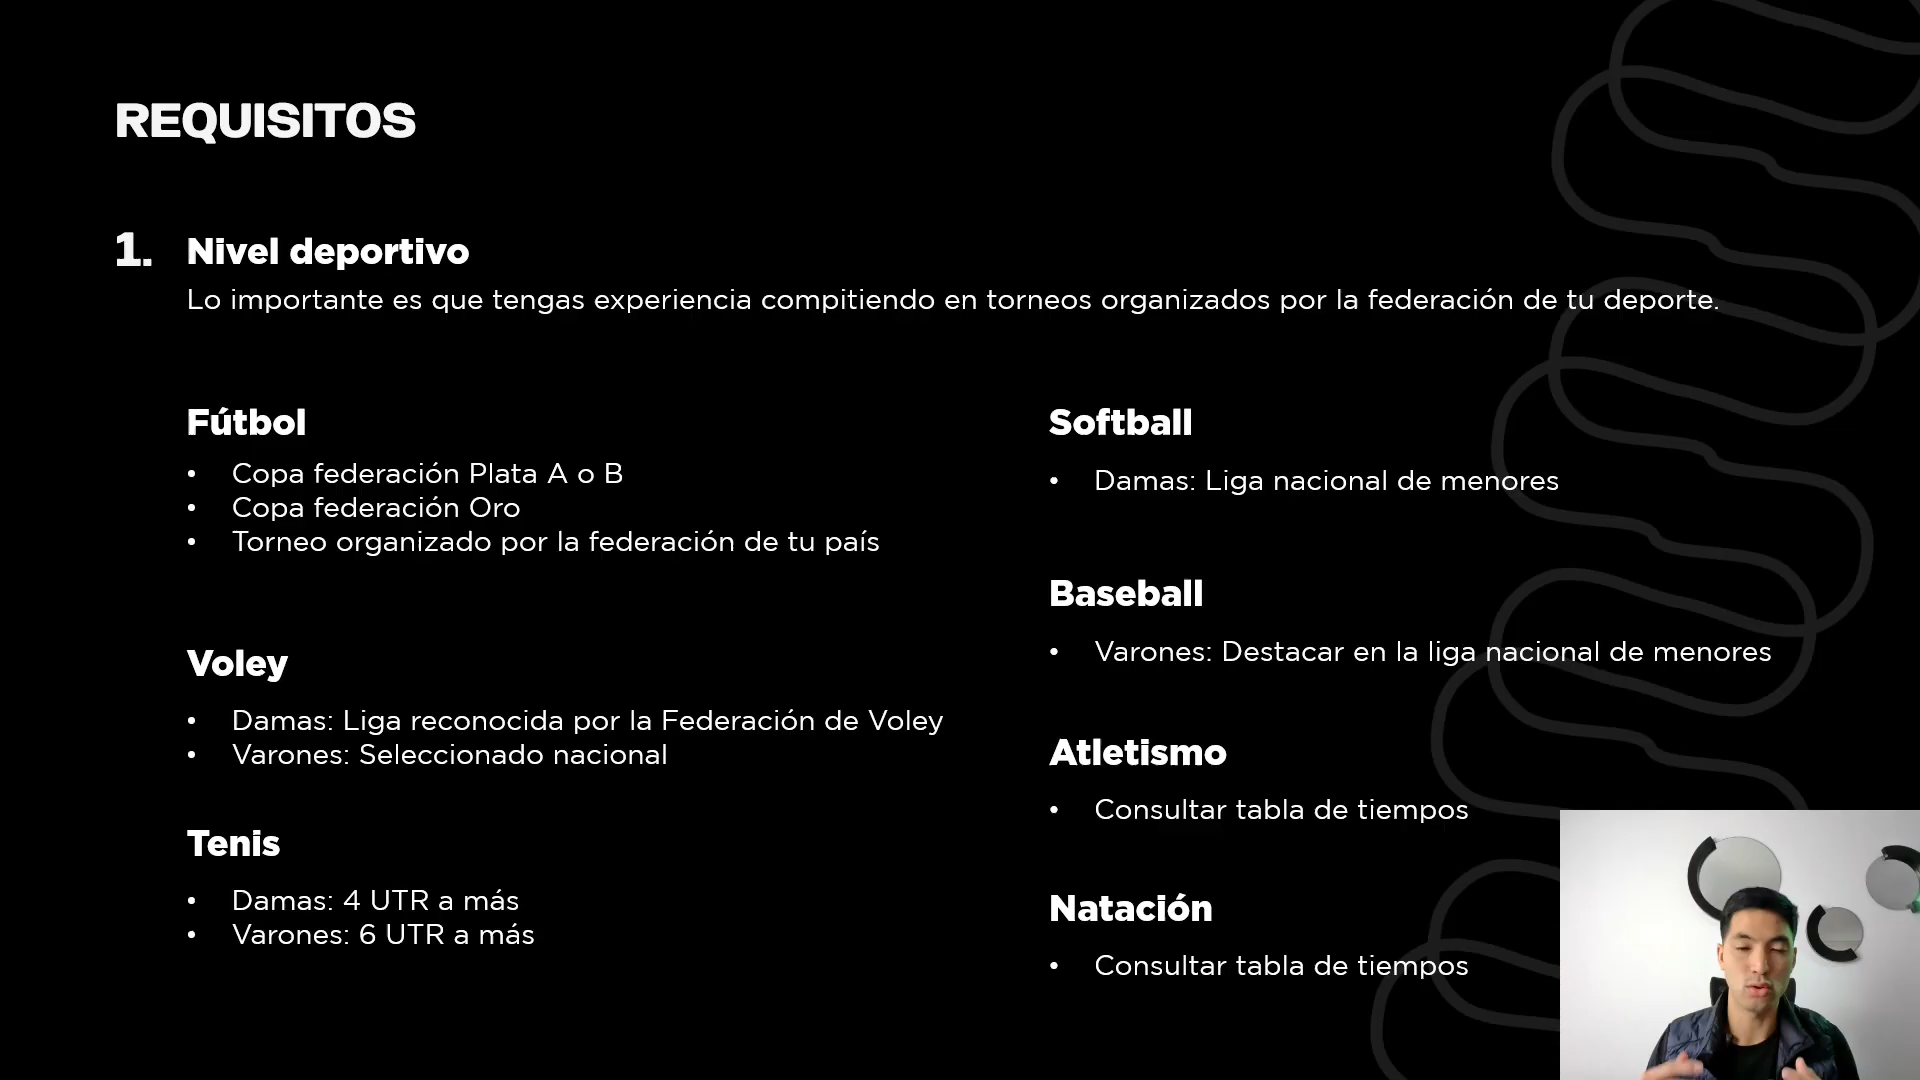 REQUISITOS
1. Nivel deportivo
Lo importante es que tengas experiencia compitiendo en torneos organizados por la federación de tu deporte.
Fútbol
• Copa federación Plata A o B
• Copa federación Oro
• Torneo organizado por la federación de tu país
Voley
• Damas: Liga reconocida por la Federación de Voley
• Varones: Seleccionado nacional
Tenis
• Damas: 4 UTR a más
• Varones: 6 UTR a más
Softball
• Damas: Liga nacional de menores
Baseball
• Varones: Destacar en la liga nacional de menores
Atletismo
• Consultar tabla de tiempos
Natación
• Consultar tabla de tiempos